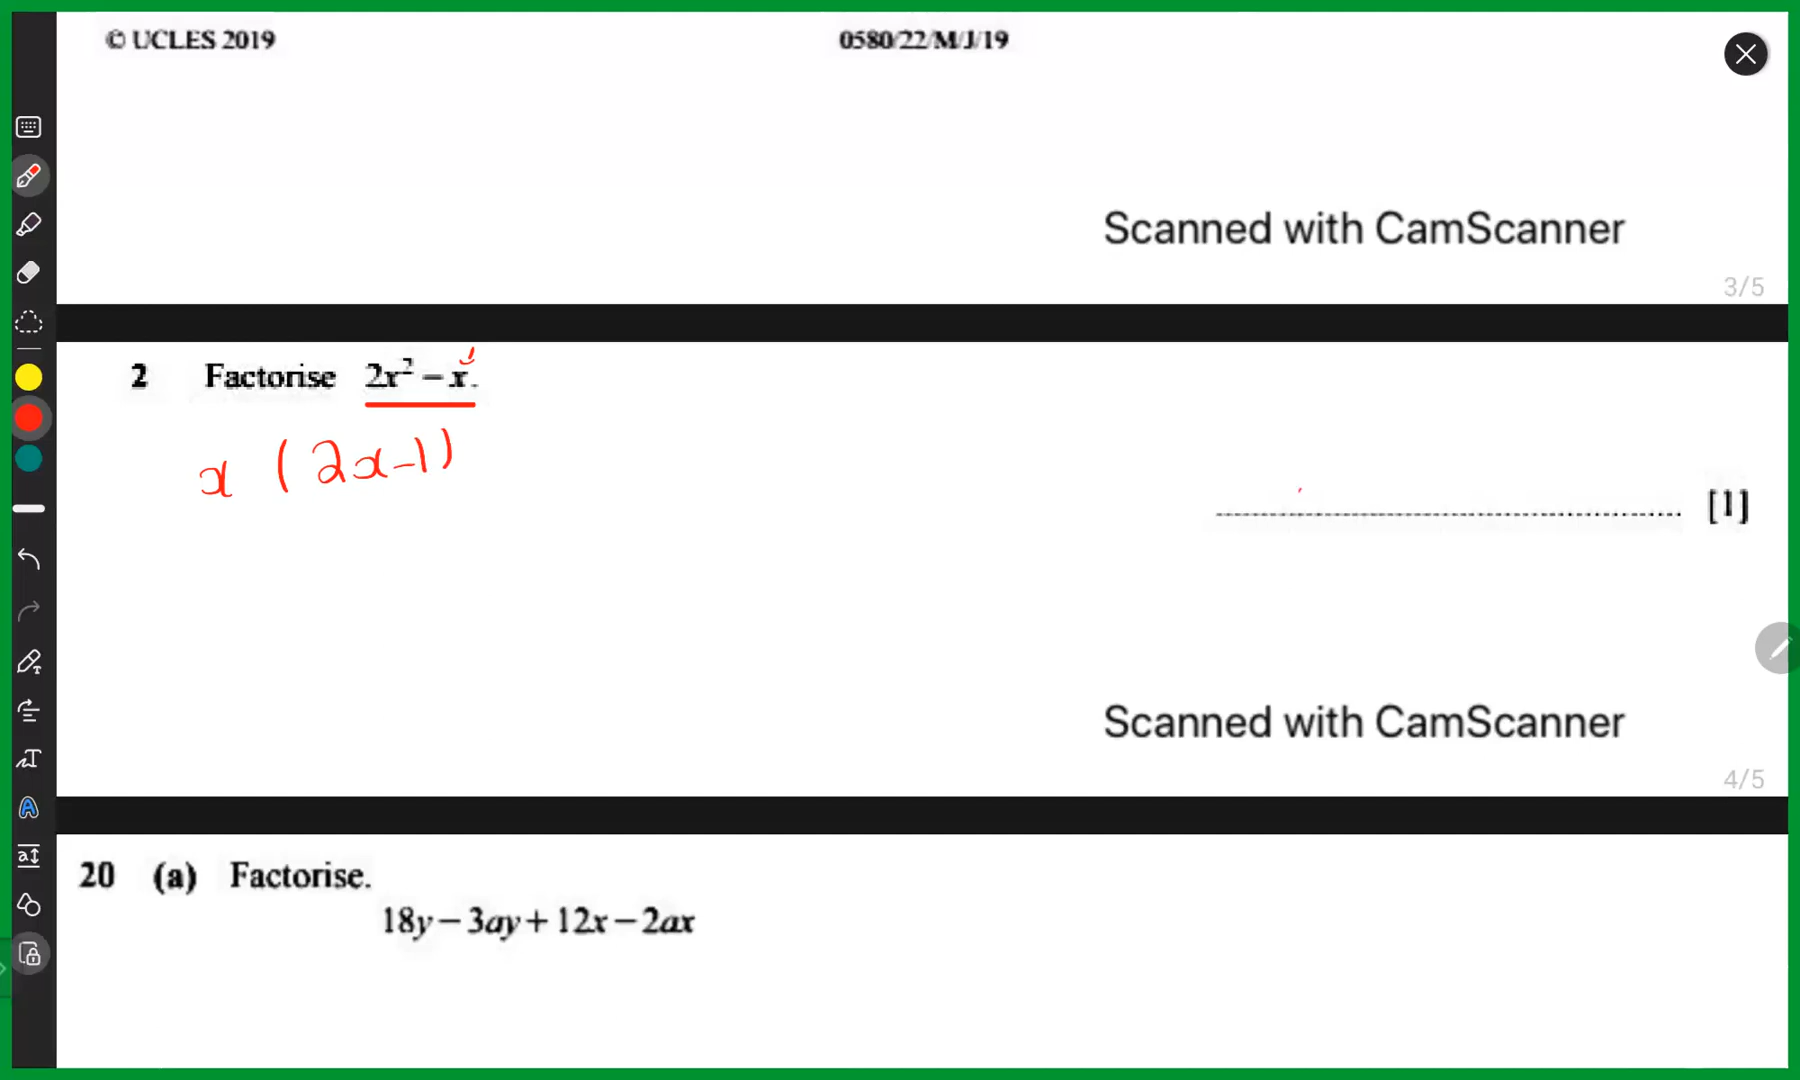 © UCLES 2019 0580/22/M/J/19
Scanned with CamScanner
3/5
2 Factorise 2x² − x.
x (2x-1)
[1]
Scanned with CamScanner
4/5
20 (a) Factorise.
18y − 3ay + 12x − 2ax